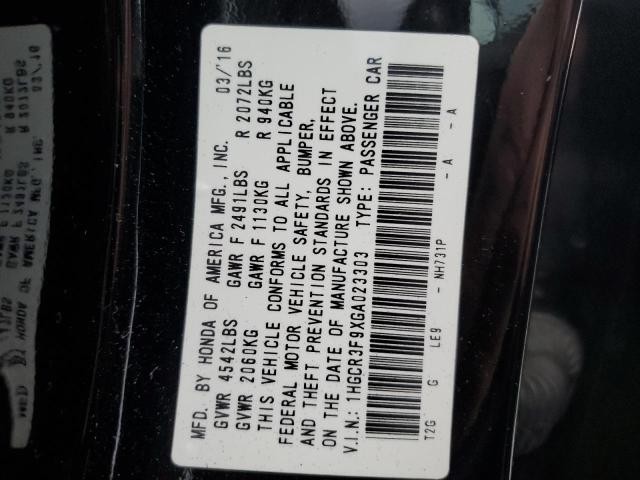 MFD. BY HONDA OF AMERICA MFG., INC. 03/16
GVWR 4542LBS GAWR F 2491LBS R 2072LBS
GVWR 2060KG GAWR F 1130KG R 940KG
THIS VEHICLE CONFORMS TO ALL APPLICABLE
FEDERAL MOTOR VEHICLE SAFETY, BUMPER,
AND THEFT PREVENTION STANDARDS IN EFFECT
ON THE DATE OF MANUFACTURE SHOWN ABOVE.
V.I.N.: 1HGCR3F9XGA023303 TYPE: PASSENGER CAR
T2G G LE9 - NH731P - A - A